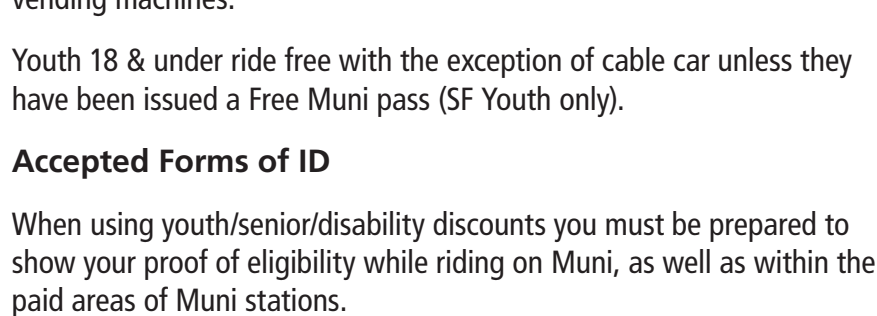 vending machines.
Youth 18 & under ride free with the exception of cable car unless they
have been issued a Free Muni pass (SF Youth only).
Accepted Forms of ID
When using youth/senior/disability discounts you must be prepared to
show your proof of eligibility while riding on Muni, as well as within the
paid areas of Muni stations.